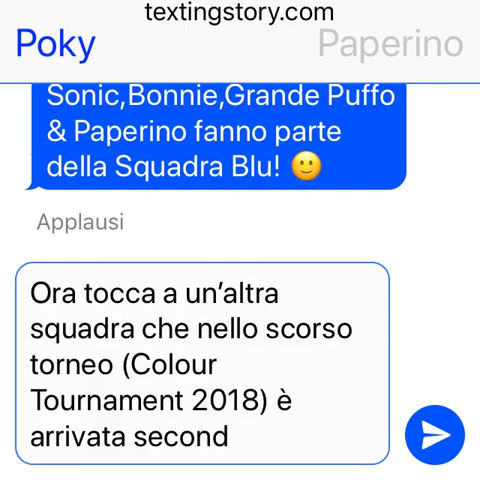 textingstory.com
Poky
Paperino
Sonic,Bonnie,Grande Puffo
& Paperino fanno parte
della Squadra Blu! 🙂
Applausi
Ora tocca a un’altra
squadra che nello scorso
torneo (Colour
Tournament 2018) è
arrivata second